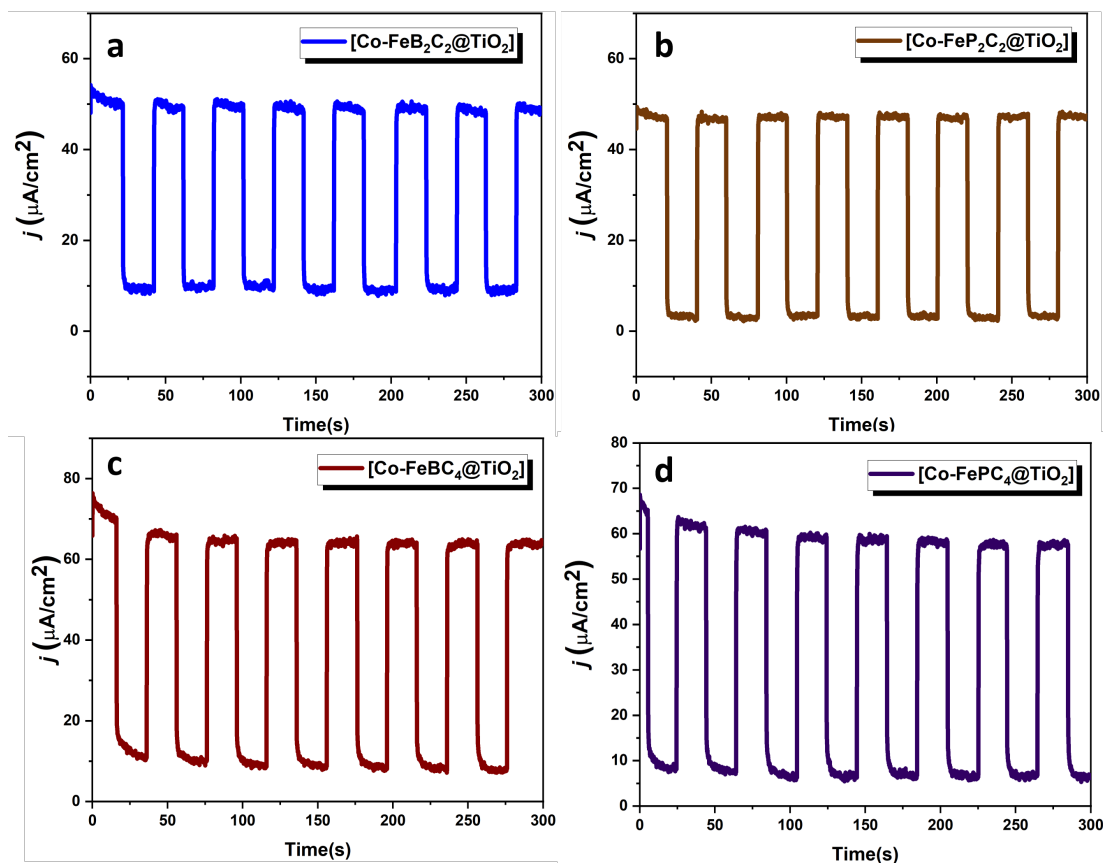 a
[Co-FeB₂C₂@TiO₂]
j (μA/cm²)
60
40
20
0
0 50 100 150 200 250 300
Time(s)
b
[Co-FeP₂C₂@TiO₂]
j (μA/cm²)
60
40
20
0
0 50 100 150 200 250 300
Time(s)
c
[Co-FeBC₄@TiO₂]
j (μA/cm²)
80
60
40
20
0
0 50 100 150 200 250 300
Time(s)
d
[Co-FePC₄@TiO₂]
j (μA/cm²)
80
70
60
50
40
30
20
10
0
0 50 100 150 200 250 300
Time(s)